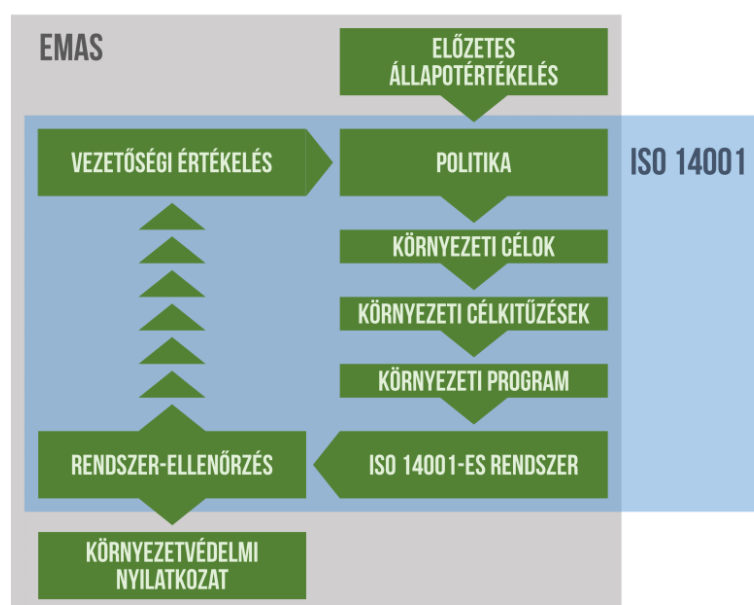 EMAS
ELŐZETES
ÁLLAPOTÉRTÉKELÉS
VEZETŐSÉGI ÉRTÉKELÉS
POLITIKA
ISO 14001
KÖRNYEZETI CÉLOK
KÖRNYEZETI CÉLKITŰZÉSEK
KÖRNYEZETI PROGRAM
RENDSZER-ELLENŐRZÉS
ISO 14001-ES RENDSZER
KÖRNYEZETVÉDELMI
NYILATKOZAT